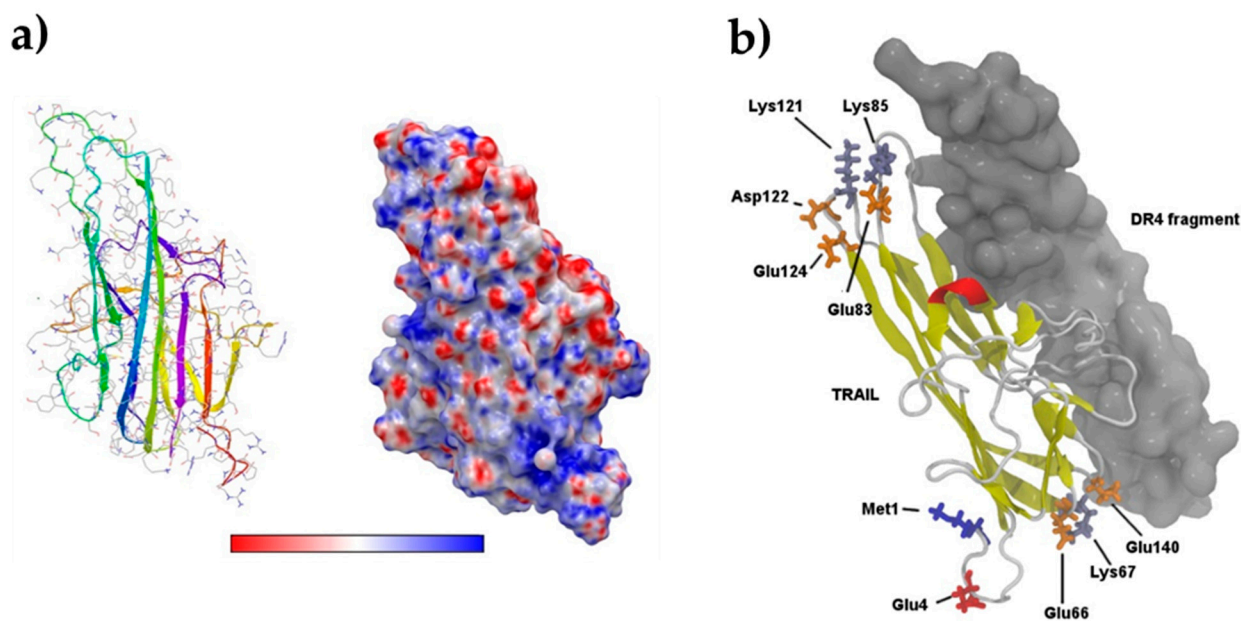 a)
b)
Lys121
Lys85
Asp122
DR4 fragment
Glu124
Glu83
TRAIL
Met1
Glu140
Lys67
Glu4
Glu66